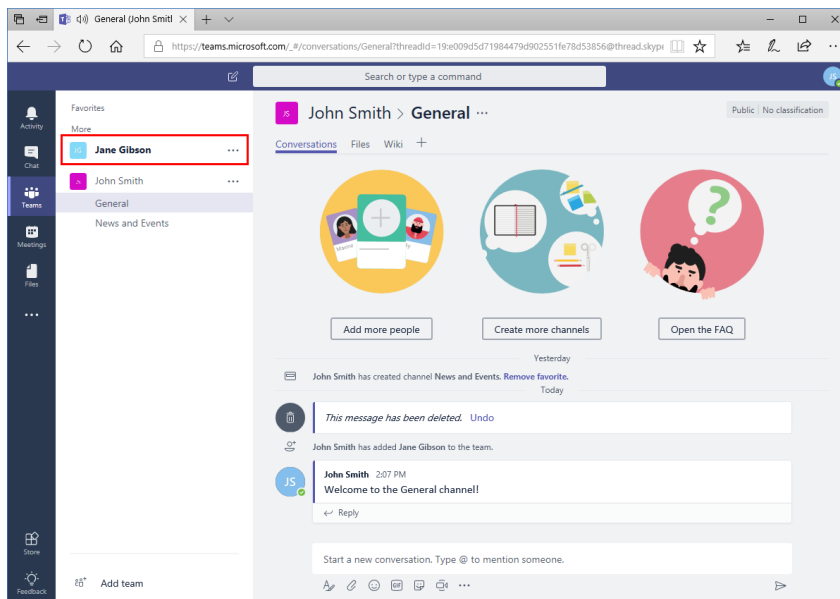 General (John Smitl
https://teams.microsoft.com/_#/conversations/General?threadId=19:e009d5d71984479d902551fe78d53856@thread.skype
Search or type a command
JS
Activity
Chat
Teams
Meetings
Files
Store
Feedback
Favorites
More
JG Jane Gibson
JS John Smith
General
News and Events
Add team
JS John Smith > General
Public No classification
Conversations Files Wiki
Add more people
Create more channels
Open the FAQ
Yesterday
John Smith has created channel News and Events. Remove favorite.
Today
This message has been deleted. Undo
John Smith has added Jane Gibson to the team.
JS
John Smith 2:07 PM
Welcome to the General channel!
Reply
Start a new conversation. Type @ to mention someone.
GIF